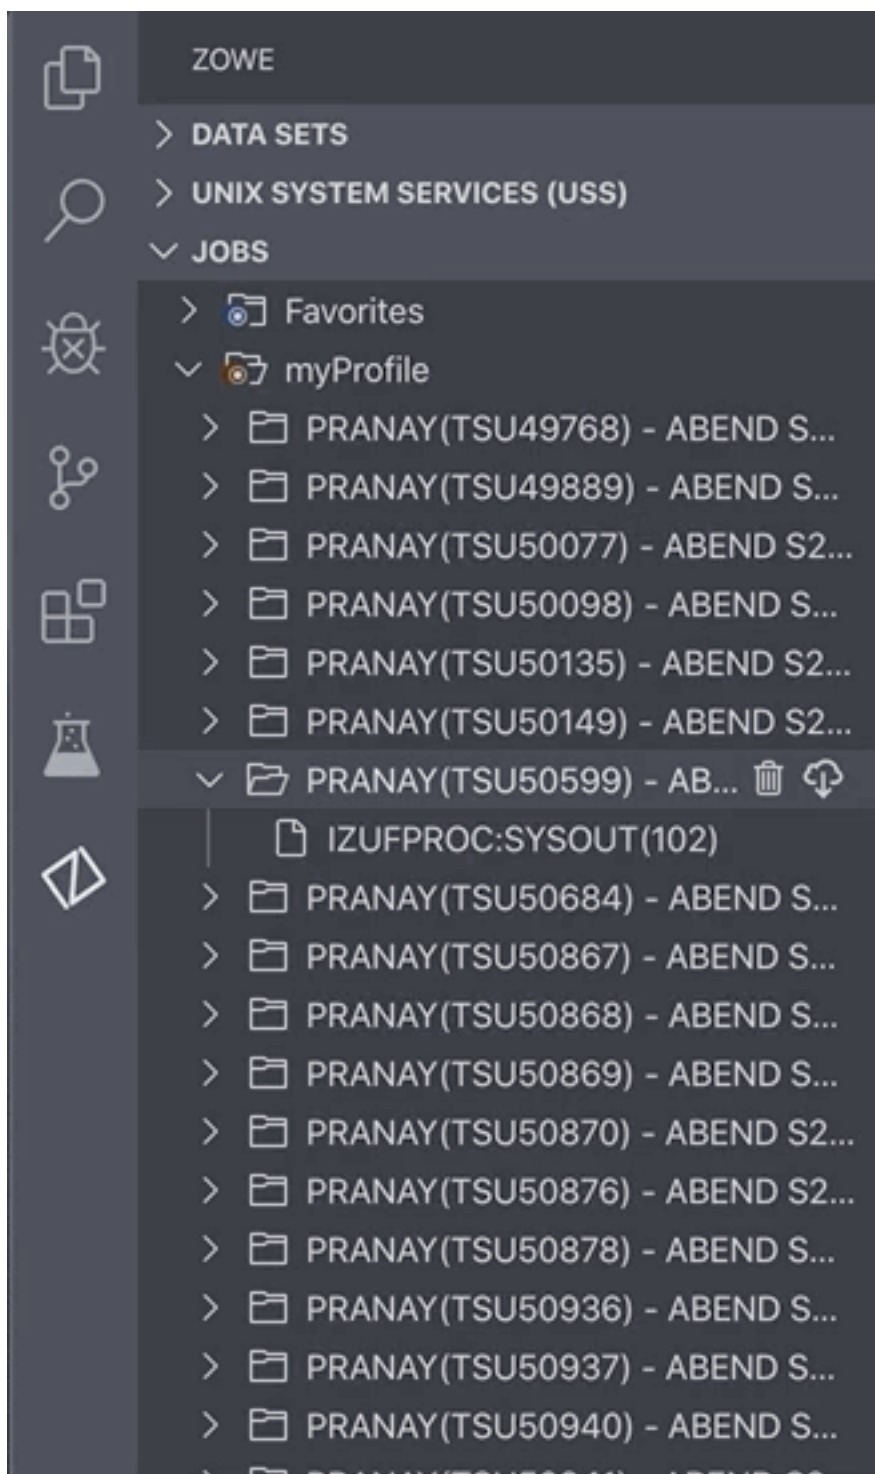 ZOWE
DATA SETS
UNIX SYSTEM SERVICES (USS)
JOBS
Favorites
myProfile
PRANAY(TSU49768) - ABEND S...
PRANAY(TSU49889) - ABEND S...
PRANAY(TSU50077) - ABEND S2...
PRANAY(TSU50098) - ABEND S...
PRANAY(TSU50135) - ABEND S2...
PRANAY(TSU50149) - ABEND S2...
PRANAY(TSU50599) - AB...
IZUFPROC:SYSOUT(102)
PRANAY(TSU50684) - ABEND S...
PRANAY(TSU50867) - ABEND S...
PRANAY(TSU50868) - ABEND S...
PRANAY(TSU50869) - ABEND S...
PRANAY(TSU50870) - ABEND S2...
PRANAY(TSU50876) - ABEND S2...
PRANAY(TSU50878) - ABEND S...
PRANAY(TSU50936) - ABEND S...
PRANAY(TSU50937) - ABEND S...
PRANAY(TSU50940) - ABEND S...